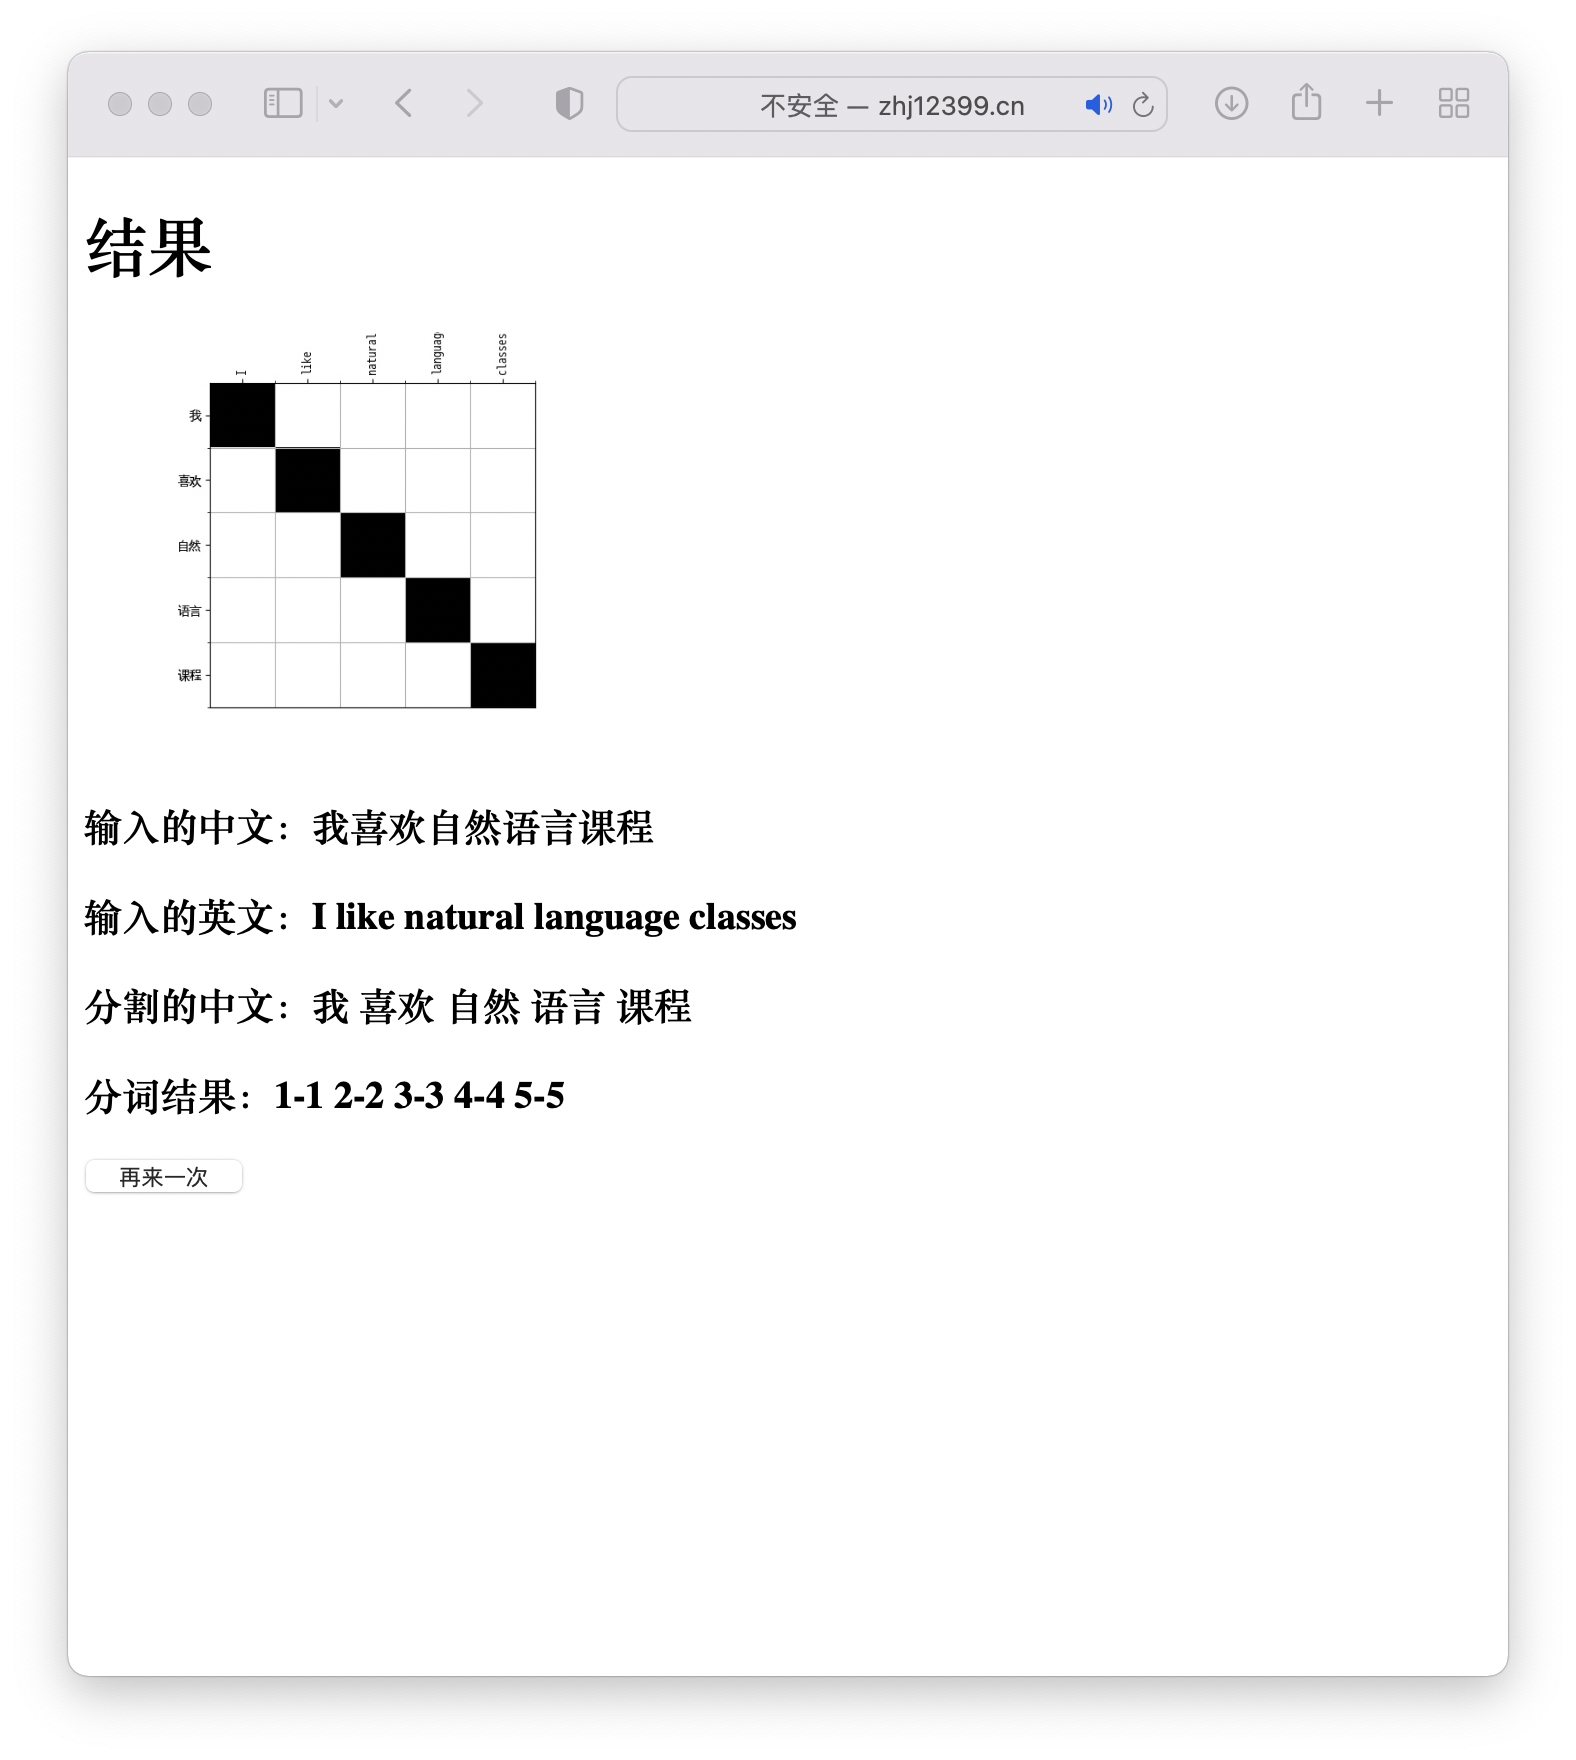 不安全 — zhj12399.cn
结果
I like natural languag classes
我
喜欢
自然
语言
课程
输入的中文：我喜欢自然语言课程
输入的英文：I like natural language classes
分割的中文：我 喜欢 自然 语言 课程
分词结果：1-1 2-2 3-3 4-4 5-5
再来一次